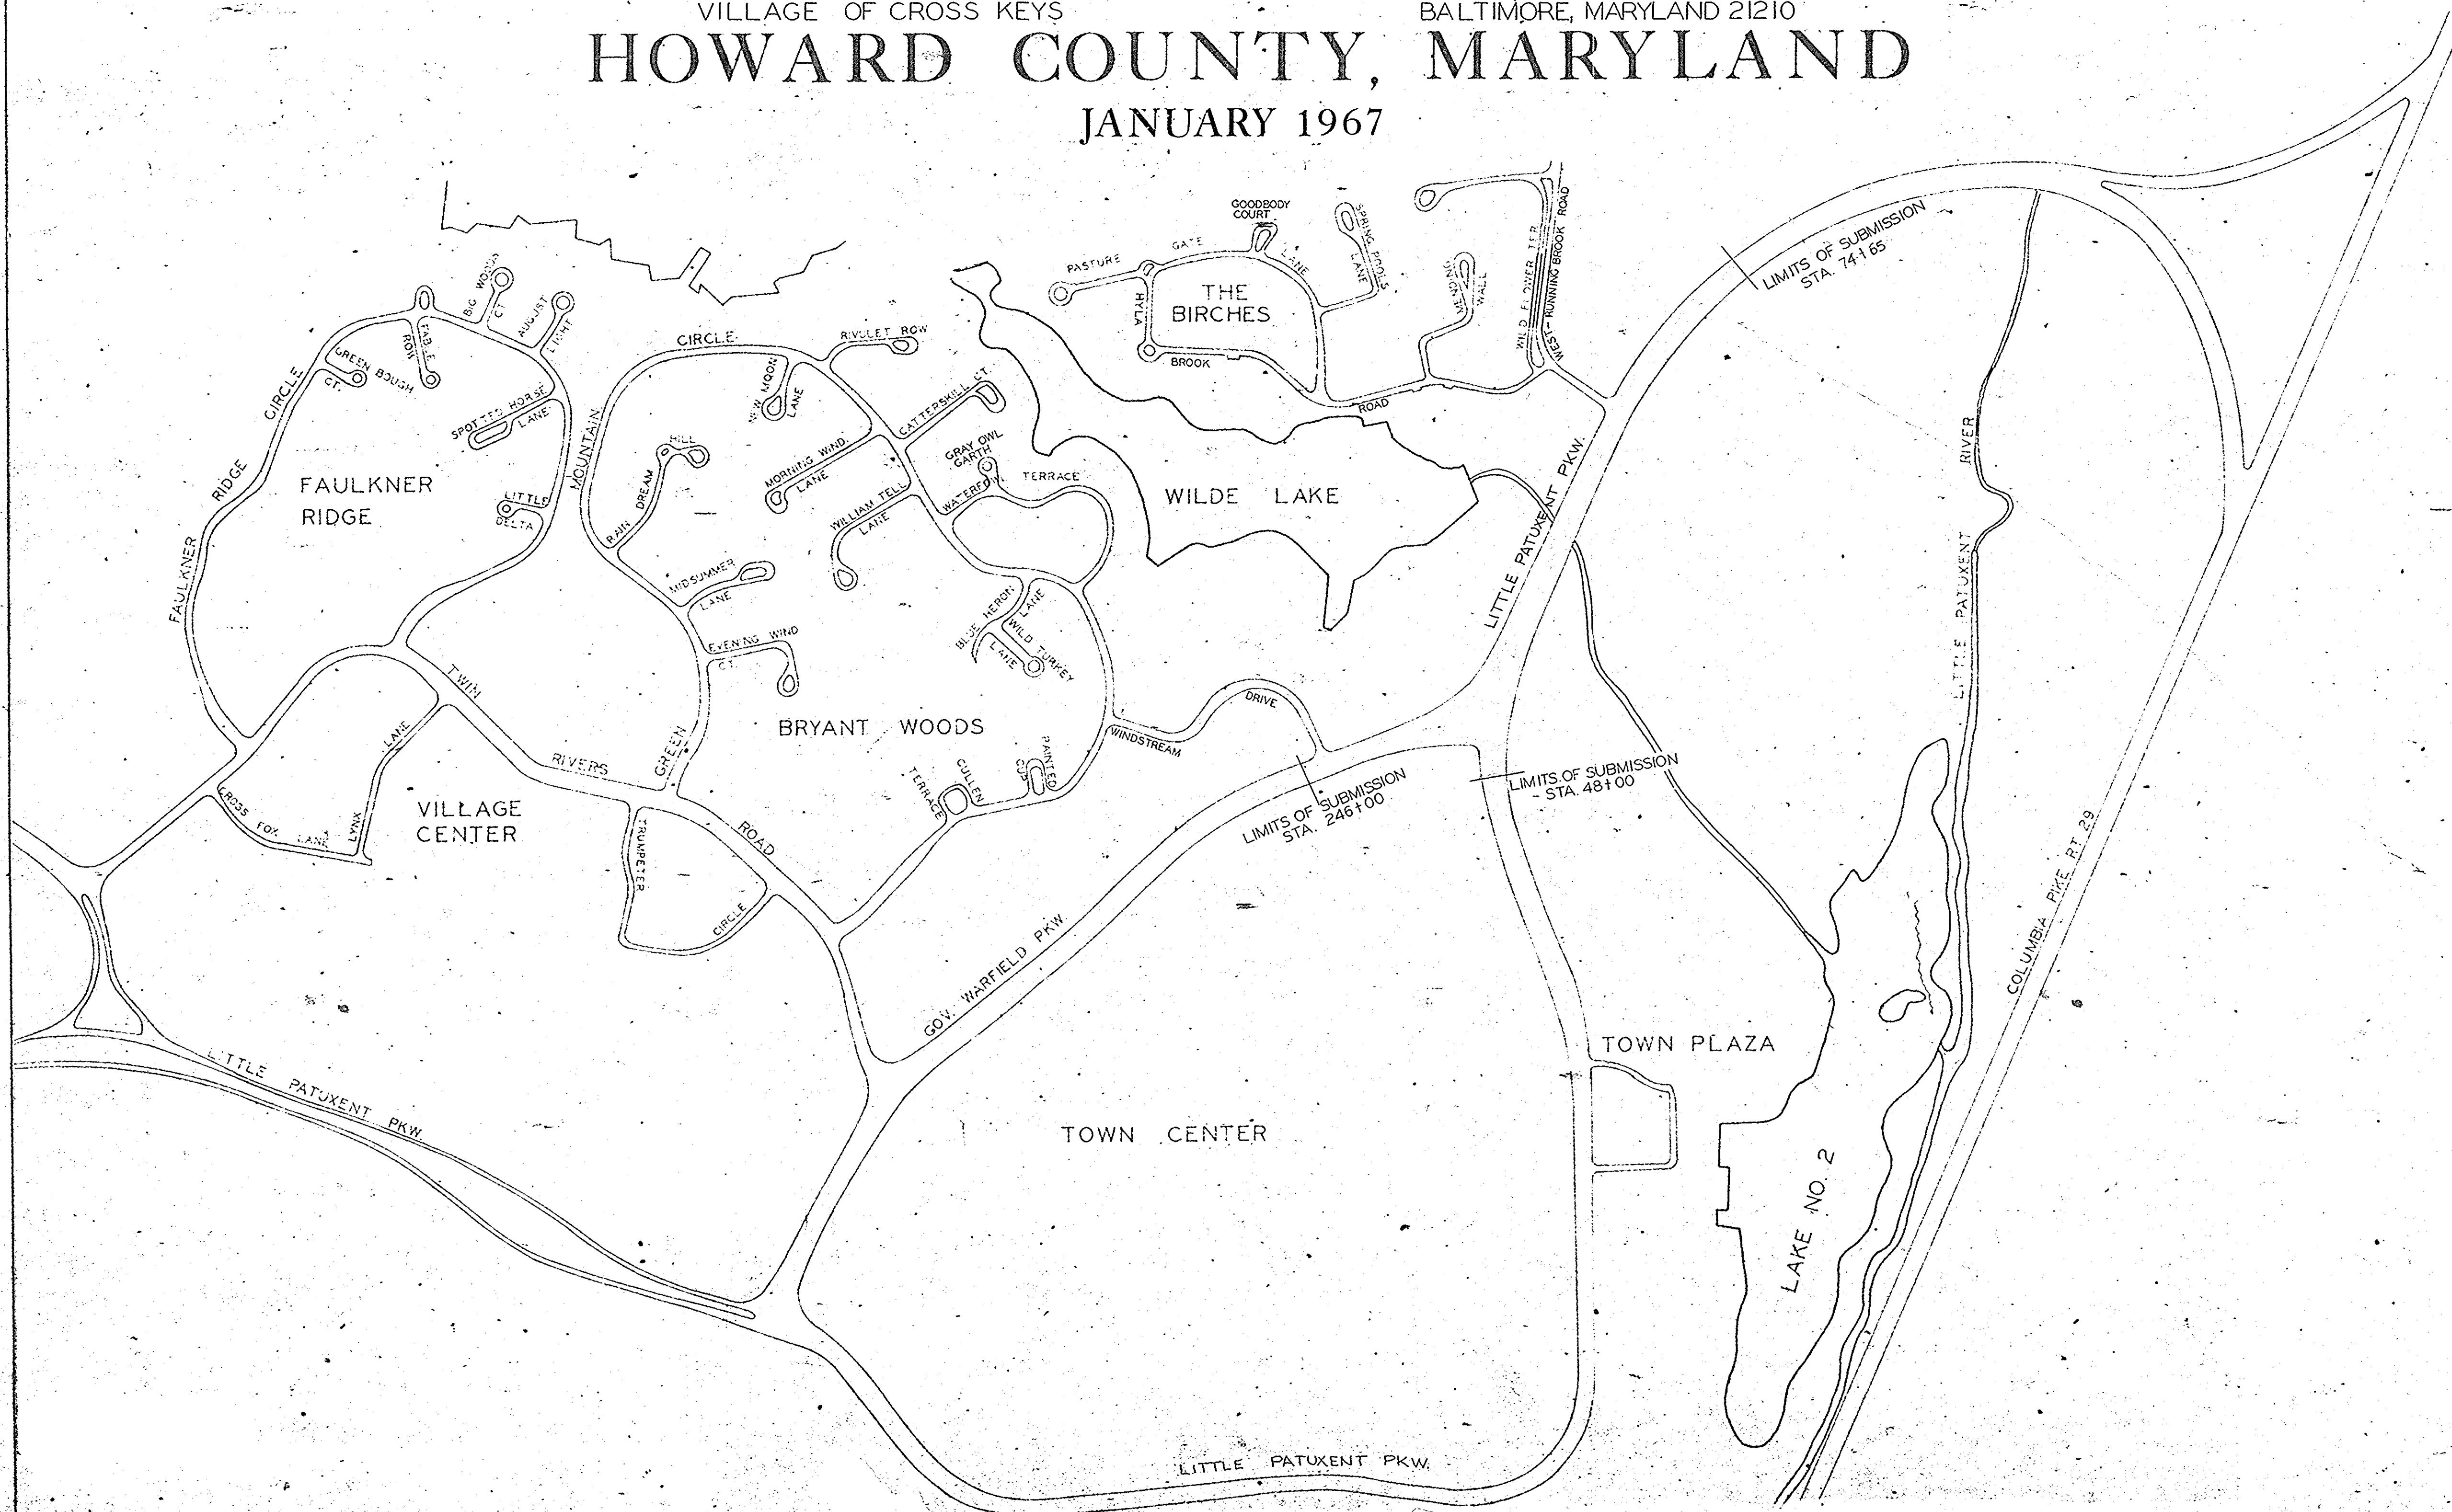 VILLAGE OF CROSS KEYS
BALTIMORE, MARYLAND 21210
HOWARD COUNTY, MARYLAND
JANUARY 1967
GOODBODY
COURT
PASTURE GATE LANE
SPRING POOLS
LANE
THE
BIRCHES
HYLA
BROOK
ROAD
MENDING
WALL
WILD FLOWER TER
WEST-RUNNING BROOK ROAD
LIMITS OF SUBMISSION
STA. 74+65
BIG WOODS
CT
AUGUST
LIGHT
FABLE
ROW
GREEN BOUGH
CT.
SPOTTED HORSE
LANE
FAULKNER RIDGE CIRCLE
FAULKNER
RIDGE
LITTLE
DELTA
CIRCLE
MOUNTAIN
GREEN
RIVULET ROW
NEW MOON
LANE
CATTERSKILL CT.
GRAY OWL
GARTH
MORNING WIND
LANE
HILL
DREAM
RAIN
WILLIAM TELL
LANE
WATERFOWL TERRACE
WILDE LAKE
LITTLE PATUXENT PKW.
RIVER
LITTLE PATUXENT
MIDSUMMER
LANE
EVENING WIND
CT.
BLUE HERON
LANE
WILD TURKEY
LANE
TWIN RIVERS ROAD
BRYANT WOODS
WINDSTREAM DRIVE
LANE
LYNX
CROSS FOX LANE
VILLAGE
CENTER
TERRACE
CULLEN
PAINTED
CUP
TRUMPETER
CIRCLE
LIMITS OF SUBMISSION
STA. 246+00
LIMITS OF SUBMISSION
STA. 48+00
COLUMBIA PIKE RT 29
GOV. WARFIELD PKW.
LITTLE PATUXENT PKW.
TOWN PLAZA
TOWN CENTER
LAKE NO. 2
LITTLE PATUXENT PKW.